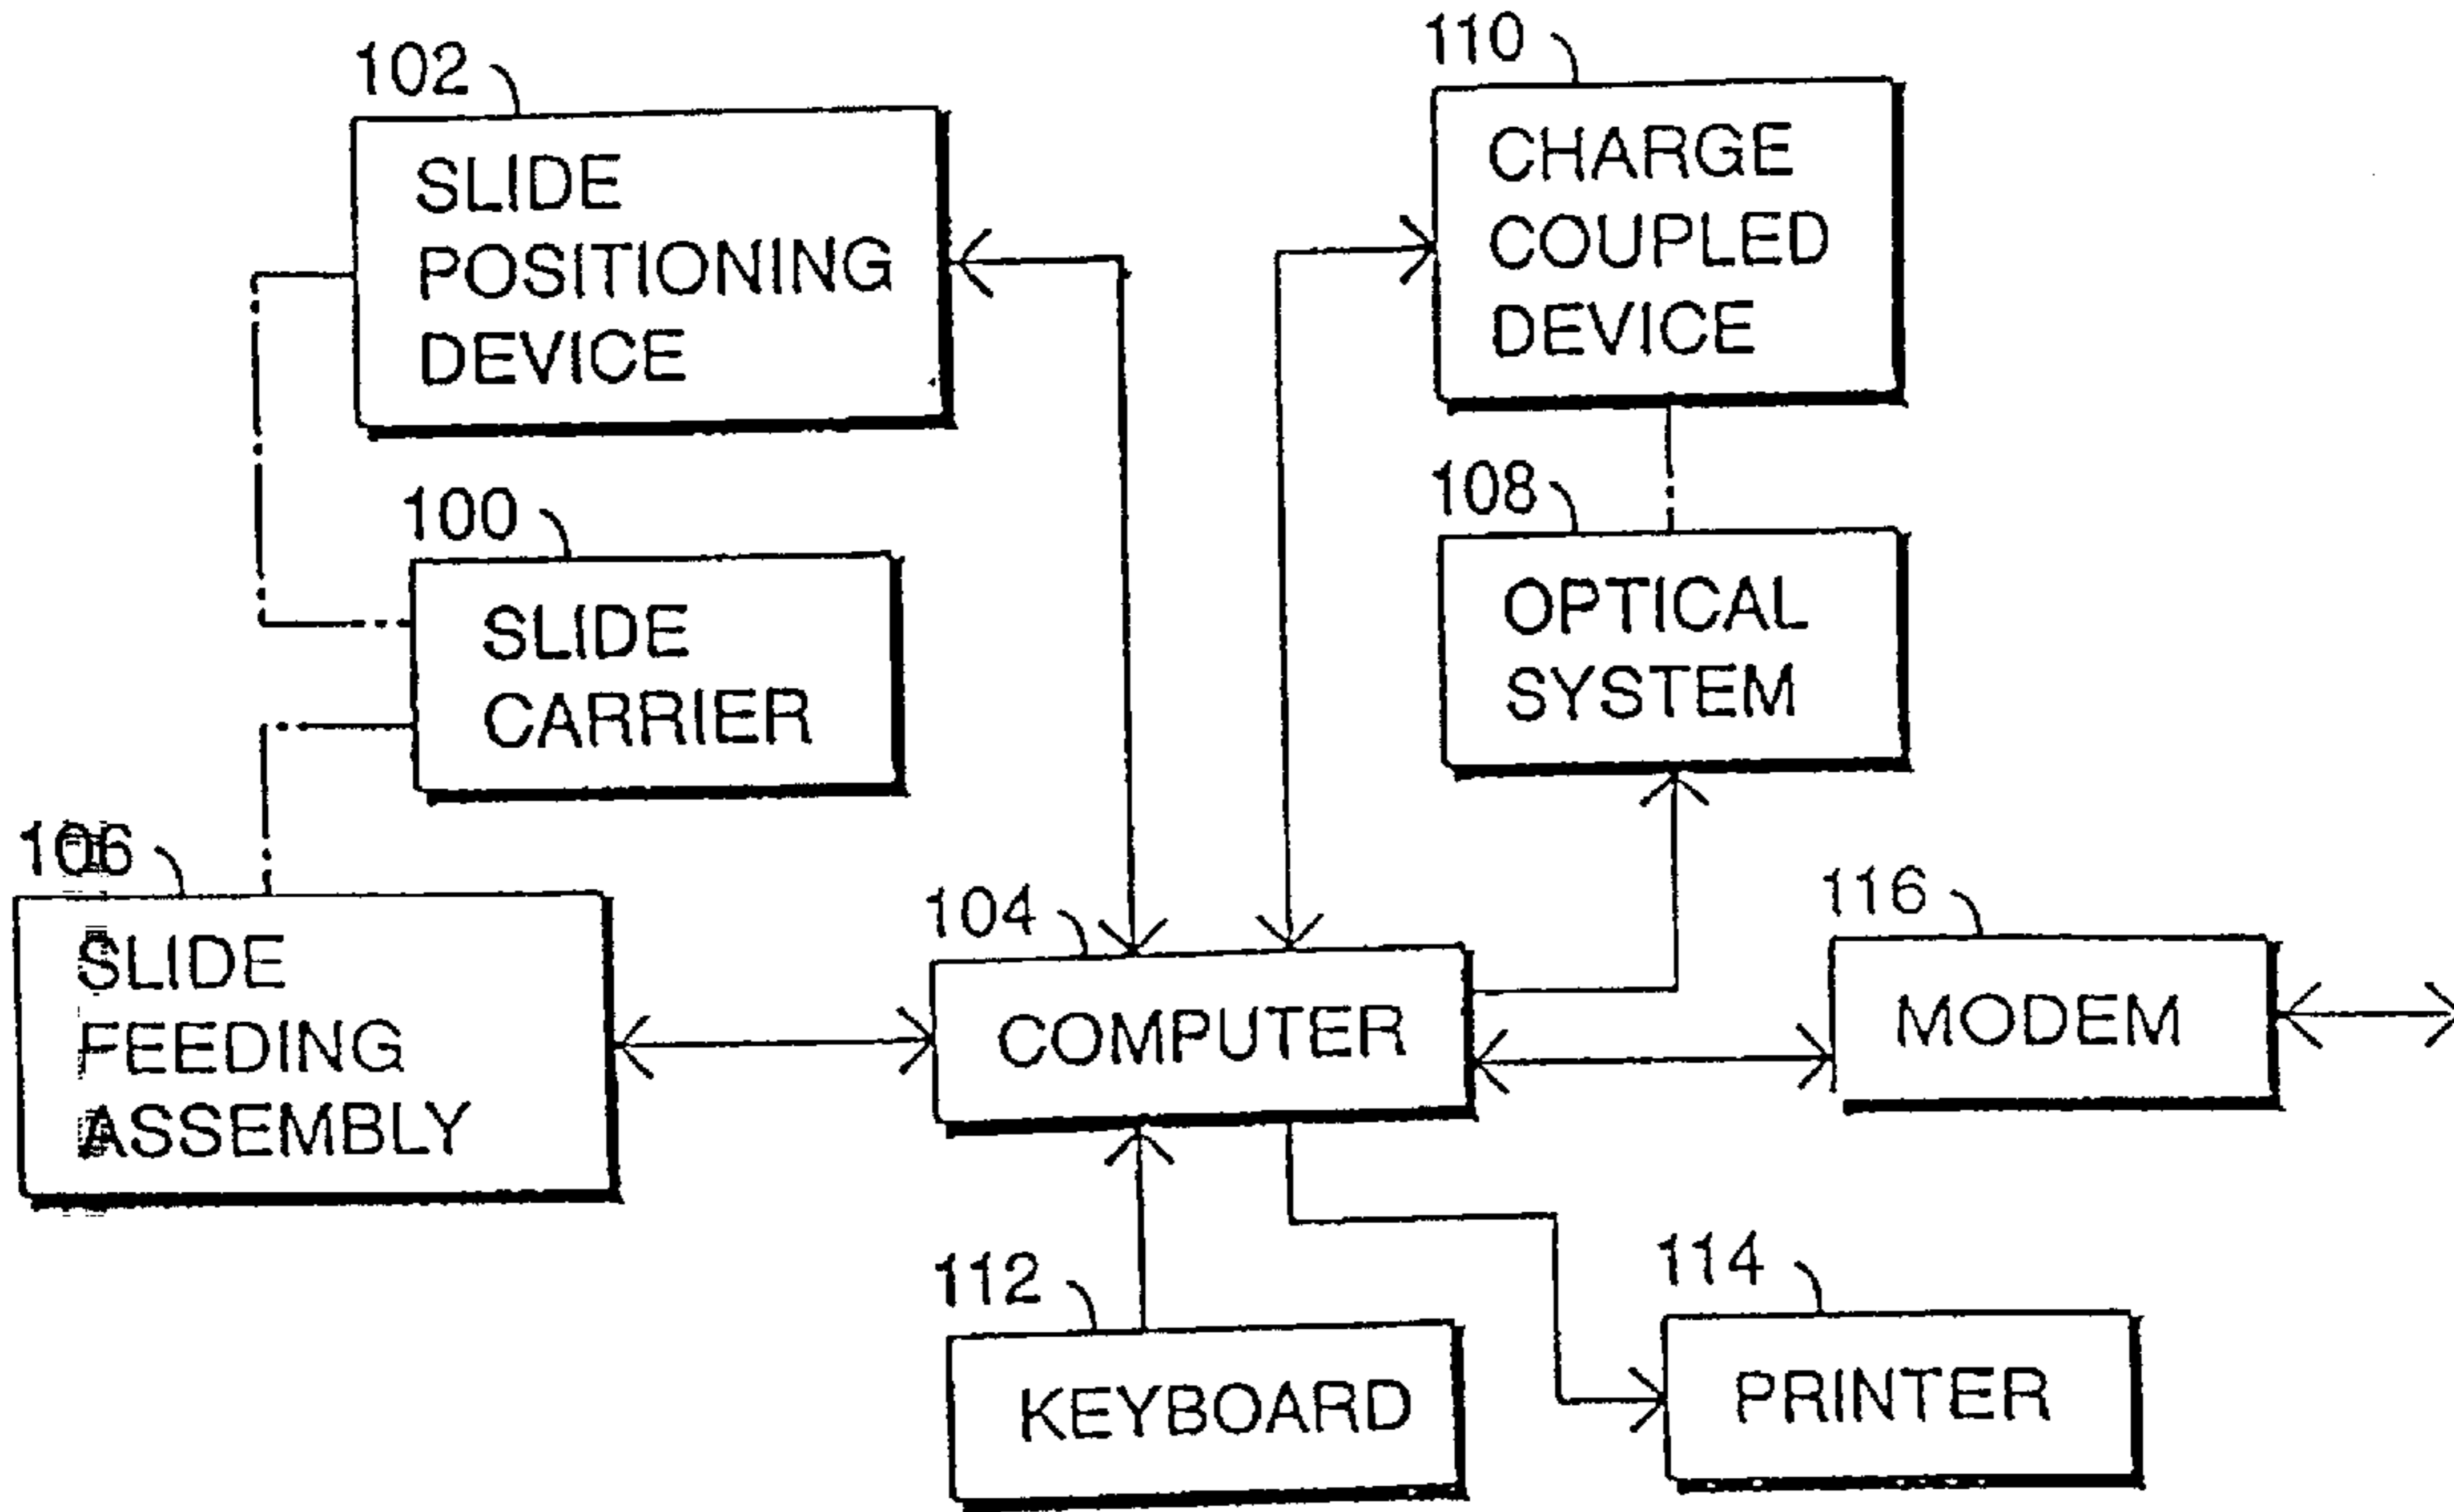 102
SLIDE
POSITIONING
DEVICE
110
CHARGE
COUPLED
DEVICE
100
SLIDE
CARRIER
108
OPTICAL
SYSTEM
106
SLIDE
FEEDING
ASSEMBLY
104
COMPUTER
116
MODEM
112
KEYBOARD
114
PRINTER